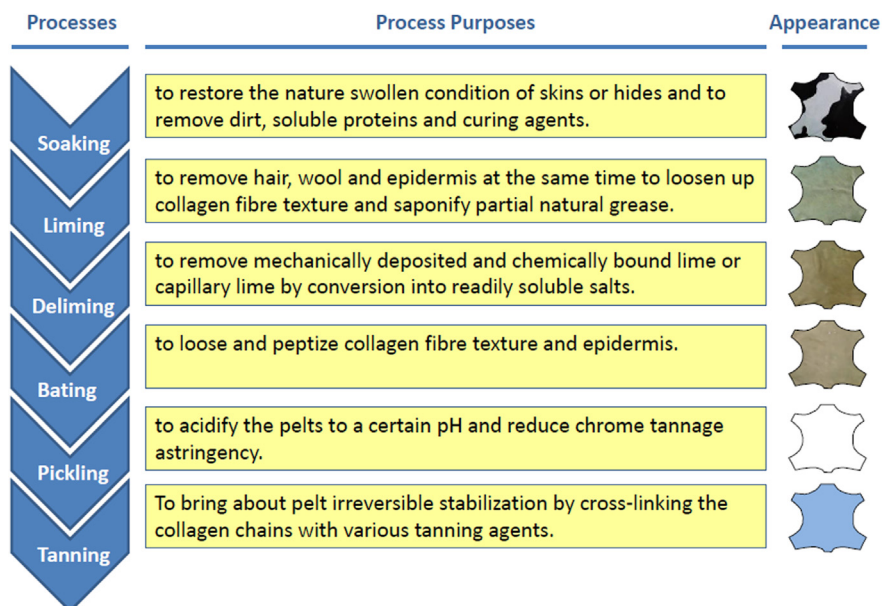 Processes
Process Purposes
Appearance
Soaking
to restore the nature swollen condition of skins or hides and to
remove dirt, soluble proteins and curing agents.
Liming
to remove hair, wool and epidermis at the same time to loosen up
collagen fibre texture and saponify partial natural grease.
Deliming
to remove mechanically deposited and chemically bound lime or
capillary lime by conversion into readily soluble salts.
Bating
to loose and peptize collagen fibre texture and epidermis.
Pickling
to acidify the pelts to a certain pH and reduce chrome tannage
astringency.
Tanning
To bring about pelt irreversible stabilization by cross-linking the
collagen chains with various tanning agents.